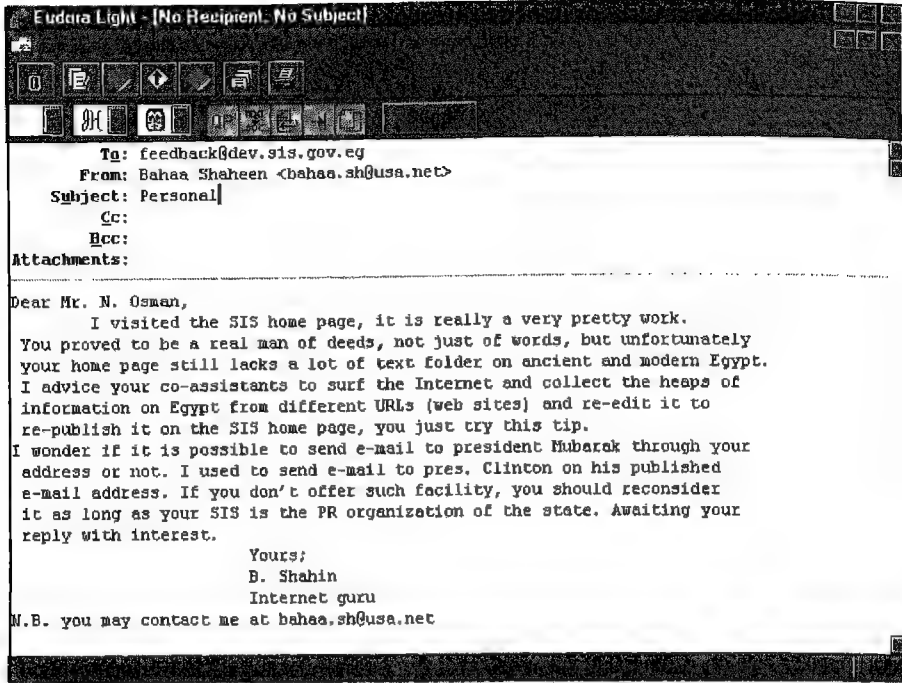 Eudora Light - [No Recipient, No Subject]
To: feedback@dev.sis.gov.eg
From: Bahaa Shaheen <bahaa.sh@usa.net>
Subject: Personal
Cc:
Bcc:
Attachments:
Dear Mr. N. Osman,
I visited the SIS home page, it is really a very pretty work.
You proved to be a real man of deeds, not just of words, but unfortunately
your home page still lacks a lot of text folder on ancient and modern Egypt.
I advice your co-assistants to surf the Internet and collect the heaps of
information on Egypt from different URLs (web sites) and re-edit it to
re-publish it on the SIS home page, you just try this tip.
I wonder if it is possible to send e-mail to president Mubarak through your
address or not. I used to send e-mail to pres. Clinton on his published
e-mail address. If you don't offer such facility, you should reconsider
it as long as your SIS is the PR organization of the state. Awaiting your
reply with interest.
Yours;
B. Shahin
Internet guru
N.B. you may contact me at bahaa.sh@usa.net